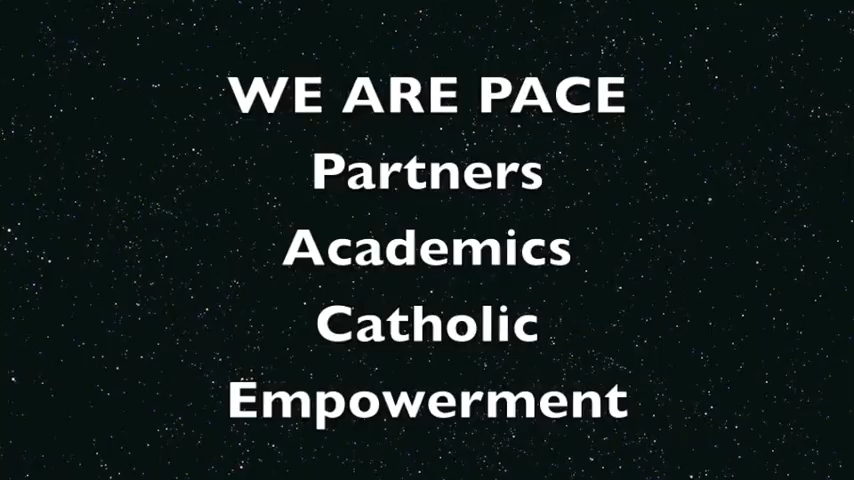 WE ARE PACE
Partners
Academics
Catholic
Empowerment